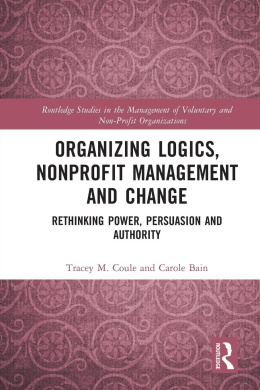 Routledge Studies in the Management of Voluntary and
Non-Profit Organizations
ORGANIZING LOGICS,
NONPROFIT MANAGEMENT
AND CHANGE
RETHINKING POWER, PERSUASION AND
AUTHORITY
Tracey M. Coule and Carole Bain
ROUTLEDGE